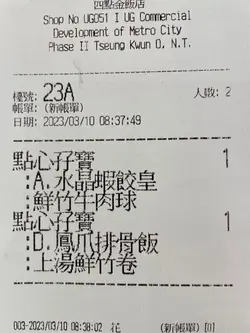 四點金飯店
Shop No UG051 I UG Commercial
Development of Metro City
Phase II Tseung Kwun O, N.T.
檯號: 23A 人數: 2
帳單: (新帳單)
日期: 2023/03/10 08:37:49
點心孖寶 1
:A.水晶蝦餃皇
:鮮竹牛肉球
點心孖寶 1
:D.鳳爪排骨飯
:上湯鮮竹卷
003-2023/03/10 08:38:02 (新帳單) [0]